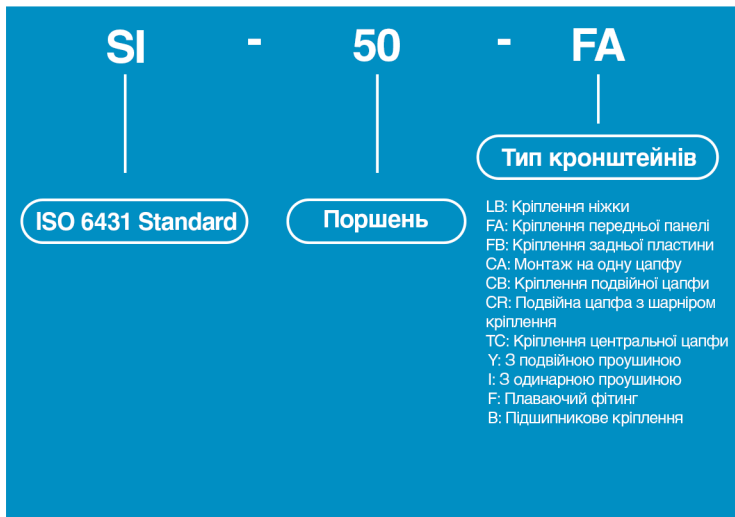 SI - 50 - FA
Тип кронштейнів
ISO 6431 Standard
Поршень
LB: Кріплення ніжки
FA: Кріплення передньої панелі
FB: Кріплення задньої пластини
CA: Монтаж на одну цапфу
CB: Кріплення подвійної цапфи
CR: Подвійна цапфа з шарніром
кріплення
TC: Кріплення центральної цапфи
Y: З подвійною проушиною
I: З одинарною проушиною
F: Плаваючий фітинг
B: Підшипникове кріплення